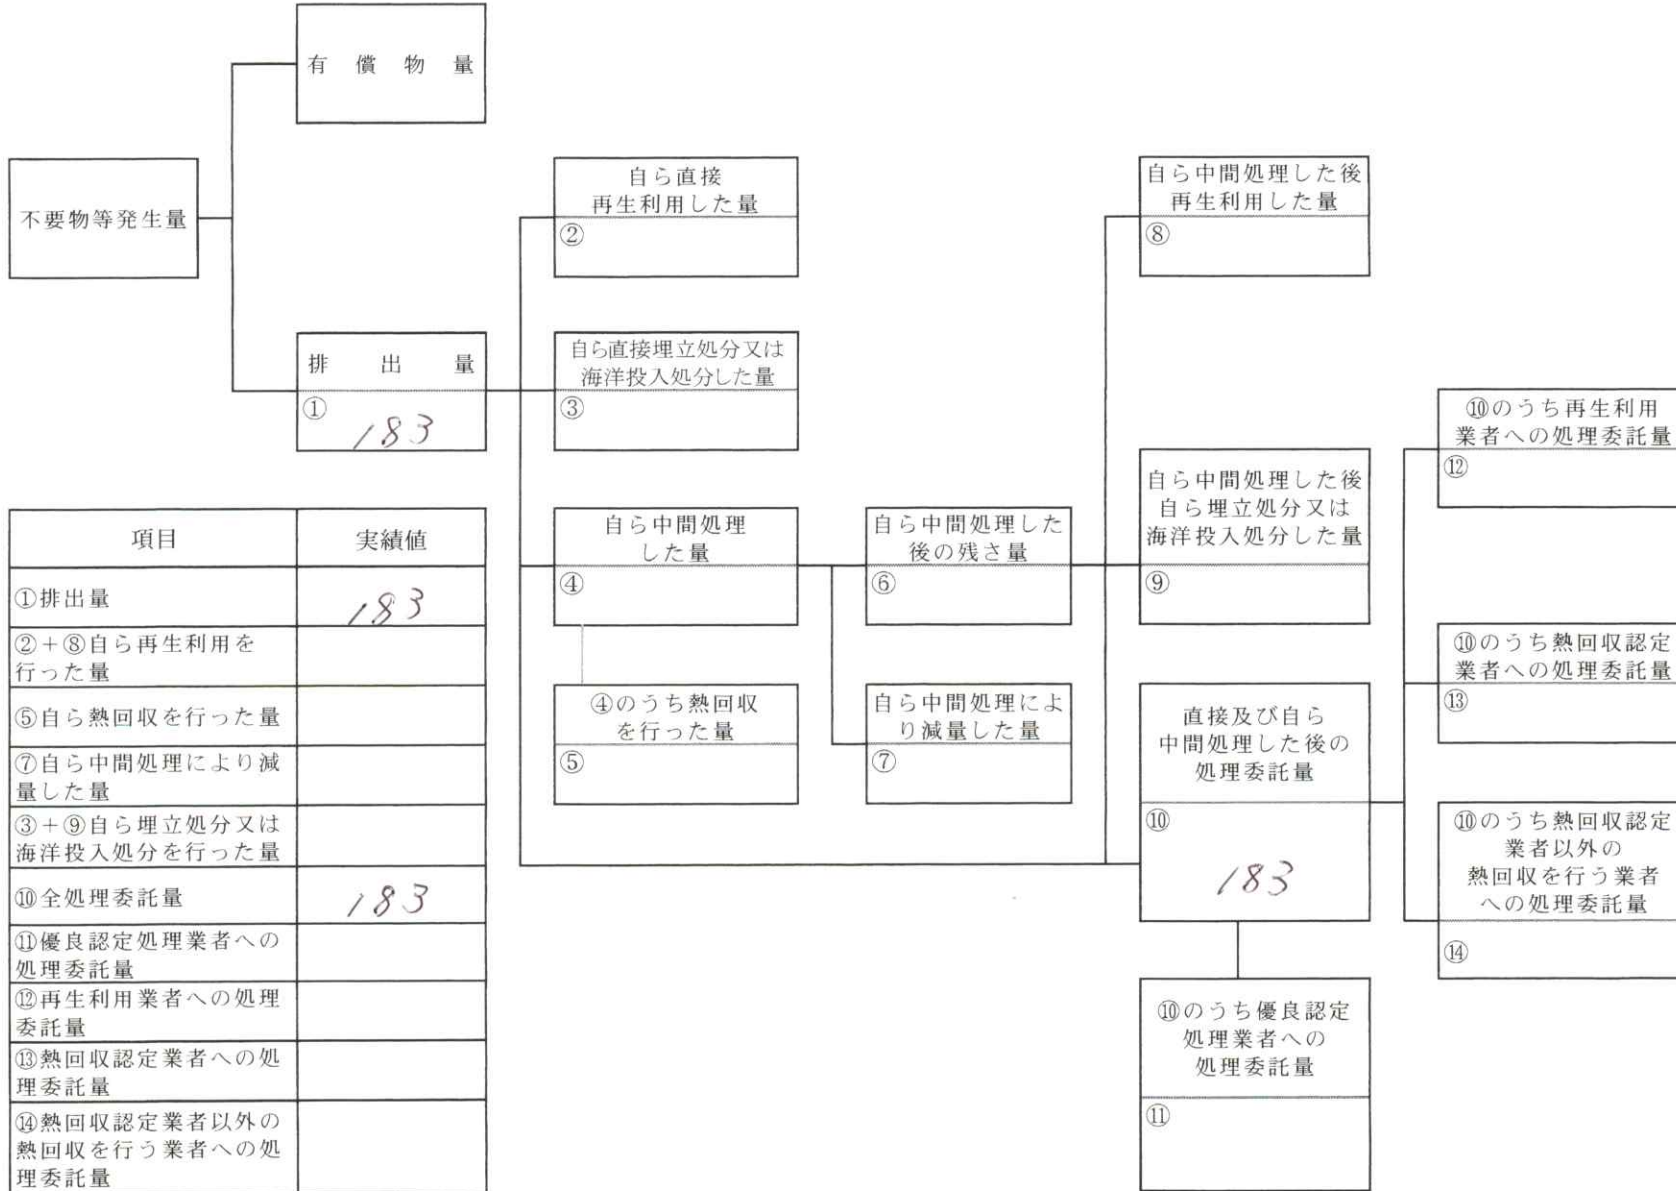 有償物量
不要物等発生量
自ら直接
再生利用した量
②
自ら中間処理した後
再生利用した量
⑧
排出量
①
183
自ら直接埋立処分又は
海洋投入処分した量
③
⑩のうち再生利用
業者への処理委託量
⑫
自ら中間処理した後
自ら埋立処分又は
海洋投入処分した量
⑨
自ら中間処理
した量
④
自ら中間処理した
後の残さ量
⑥
④のうち熱回収
を行った量
⑤
自ら中間処理によ
り減量した量
⑦
⑩のうち熱回収認定
業者への処理委託量
⑬
直接及び自ら
中間処理した後の
処理委託量
⑩
183
⑩のうち熱回収認定
業者以外の
熱回収を行う業者
への処理委託量
⑭
⑩のうち優良認定
処理業者への
処理委託量
⑪
項目 実績値
①排出量 183
②+⑧自ら再生利用を
行った量
⑤自ら熱回収を行った量
⑦自ら中間処理により減
量した量
③+⑨自ら埋立処分又は
海洋投入処分を行った量
⑩全処理委託量 183
⑪優良認定処理業者への
処理委託量
⑫再生利用業者への処理
委託量
⑬熱回収認定業者への処
理委託量
⑭熱回収認定業者以外の
熱回収を行う業者への処
理委託量